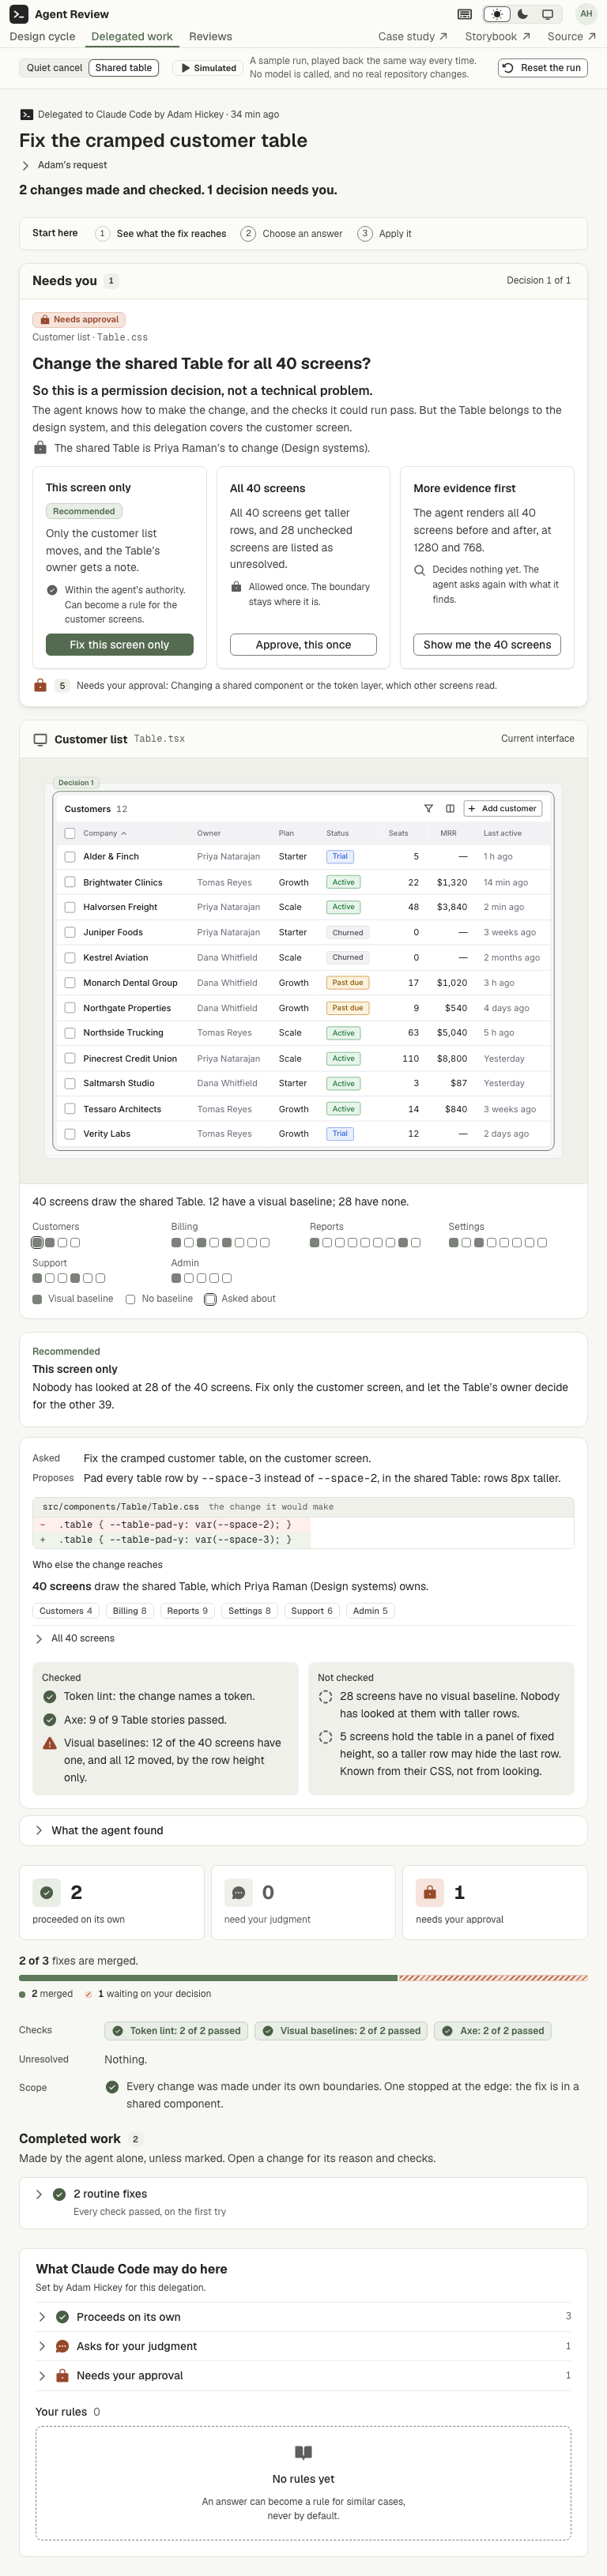 Agent Review
AH
Design cycle
Delegated work
Reviews
Case study
Storybook
Source
Quiet cancel
Shared table
Simulated
A sample run, played back the same way every time.
No model is called, and no real repository changes.
Reset the run
Delegated to Claude Code by Adam Hickey · 34 min ago
Fix the cramped customer table
Adam's request
2 changes made and checked. 1 decision needs you.
Start here
1 See what the fix reaches
2 Choose an answer
3 Apply it
Needs you 1
Decision 1 of 1
Needs approval
Customer list · Table.css
Change the shared Table for all 40 screens?
So this is a permission decision, not a technical problem.
The agent knows how to make the change, and the checks it could run pass. But the Table belongs to the
design system, and this delegation covers the customer screen.
The shared Table is Priya Raman's to change (Design systems).
This screen only
Recommended
Only the customer list
moves, and the Table's
owner gets a note.
Within the agent's authority.
Can become a rule for the
customer screens.
Fix this screen only
All 40 screens
All 40 screens get taller
rows, and 28 unchecked
screens are listed as
unresolved.
Allowed once. The boundary
stays where it is.
Approve, this once
More evidence first
The agent renders all 40
screens before and after, at
1280 and 768.
Decides nothing yet. The
agent asks again with what it
finds.
Show me the 40 screens
5 Needs your approval: Changing a shared component or the token layer, which other screens read.
Customer list Table.tsx
Current interface
Decision 1
Customers 12
+ Add customer
Company Owner Plan Status Seats MRR Last active
Alder & Finch Priya Natarajan Starter Trial 5 — 1 h ago
Brightwater Clinics Tomas Reyes Growth Active 22 $1,320 14 min ago
Halvorsen Freight Priya Natarajan Scale Active 48 $3,840 2 min ago
Juniper Foods Priya Natarajan Starter Churned 0 — 3 weeks ago
Kestrel Aviation Dana Whitfield Scale Churned 0 — 2 months ago
Monarch Dental Group Dana Whitfield Growth Past due 17 $1,020 3 h ago
Northgate Properties Dana Whitfield Growth Past due 9 $540 4 days ago
Northside Trucking Tomas Reyes Scale Active 63 $5,040 5 h ago
Pinecrest Credit Union Priya Natarajan Scale Active 110 $8,800 Yesterday
Saltmarsh Studio Dana Whitfield Starter Active 3 $87 Yesterday
Tessaro Architects Tomas Reyes Growth Active 14 $840 3 weeks ago
Verity Labs Tomas Reyes Growth Trial 12 — 2 days ago
40 screens draw the shared Table. 12 have a visual baseline; 28 have none.
Customers
Billing
Reports
Settings
Support
Admin
Visual baseline
No baseline
Asked about
Recommended
This screen only
Nobody has looked at 28 of the 40 screens. Fix only the customer screen, and let the Table's owner decide
for the other 39.
Asked Fix the cramped customer table, on the customer screen.
Proposes Pad every table row by --space-3 instead of --space-2, in the shared Table: rows 8px taller.
src/components/Table/Table.css the change it would make
− .table { --table-pad-y: var(--space-2); }
+ .table { --table-pad-y: var(--space-3); }
Who else the change reaches
40 screens draw the shared Table, which Priya Raman (Design systems) owns.
Customers 4
Billing 8
Reports 9
Settings 8
Support 6
Admin 5
All 40 screens
Checked
Token lint: the change names a token.
Axe: 9 of 9 Table stories passed.
Visual baselines: 12 of the 40 screens have
one, and all 12 moved, by the row height
only.
Not checked
28 screens have no visual baseline. Nobody
has looked at them with taller rows.
5 screens hold the table in a panel of fixed
height, so a taller row may hide the last row.
Known from their CSS, not from looking.
What the agent found
2
proceeded on its own
0
need your judgment
1
needs your approval
2 of 3 fixes are merged.
2 merged
1 waiting on your decision
Checks
Token lint: 2 of 2 passed
Visual baselines: 2 of 2 passed
Axe: 2 of 2 passed
Unresolved Nothing.
Scope Every change was made under its own boundaries. One stopped at the edge: the fix is in a
shared component.
Completed work 2
Made by the agent alone, unless marked. Open a change for its reason and checks.
2 routine fixes
Every check passed, on the first try
What Claude Code may do here
Set by Adam Hickey for this delegation.
Proceeds on its own 3
Asks for your judgment 1
Needs your approval 1
Your rules 0
No rules yet
An answer can become a rule for similar cases,
never by default.